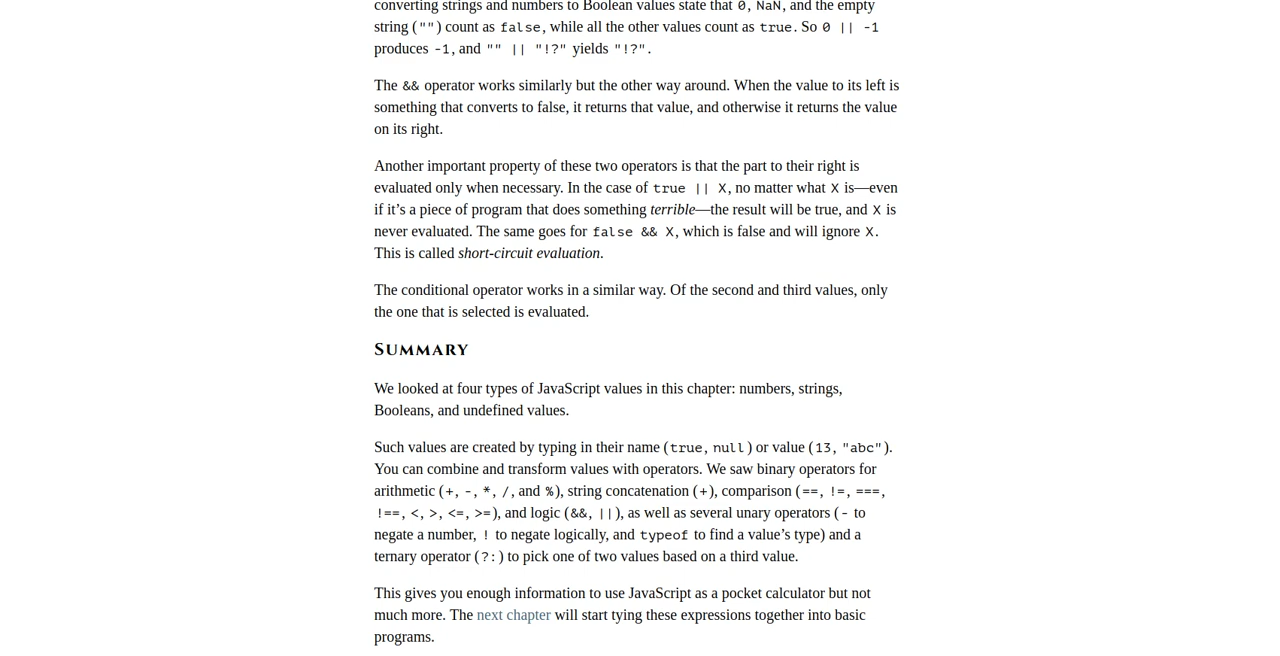 converting strings and numbers to Boolean values state that 0, NaN, and the empty
string ("") count as false, while all the other values count as true. So 0 || -1
produces -1, and "" || "!?" yields "!?".
The && operator works similarly but the other way around. When the value to its left is
something that converts to false, it returns that value, and otherwise it returns the value
on its right.
Another important property of these two operators is that the part to their right is
evaluated only when necessary. In the case of true || X, no matter what X is—even
if it’s a piece of program that does something terrible—the result will be true, and X is
never evaluated. The same goes for false && X, which is false and will ignore X.
This is called short-circuit evaluation.
The conditional operator works in a similar way. Of the second and third values, only
the one that is selected is evaluated.
Summary
We looked at four types of JavaScript values in this chapter: numbers, strings,
Booleans, and undefined values.
Such values are created by typing in their name (true, null) or value (13, "abc").
You can combine and transform values with operators. We saw binary operators for
arithmetic (+, -, *, /, and %), string concatenation (+), comparison (==, !=, ===,
!==, <, >, <=, >=), and logic (&&, ||), as well as several unary operators (- to
negate a number, ! to negate logically, and typeof to find a value’s type) and a
ternary operator (?:) to pick one of two values based on a third value.
This gives you enough information to use JavaScript as a pocket calculator but not
much more. The next chapter will start tying these expressions together into basic
programs.